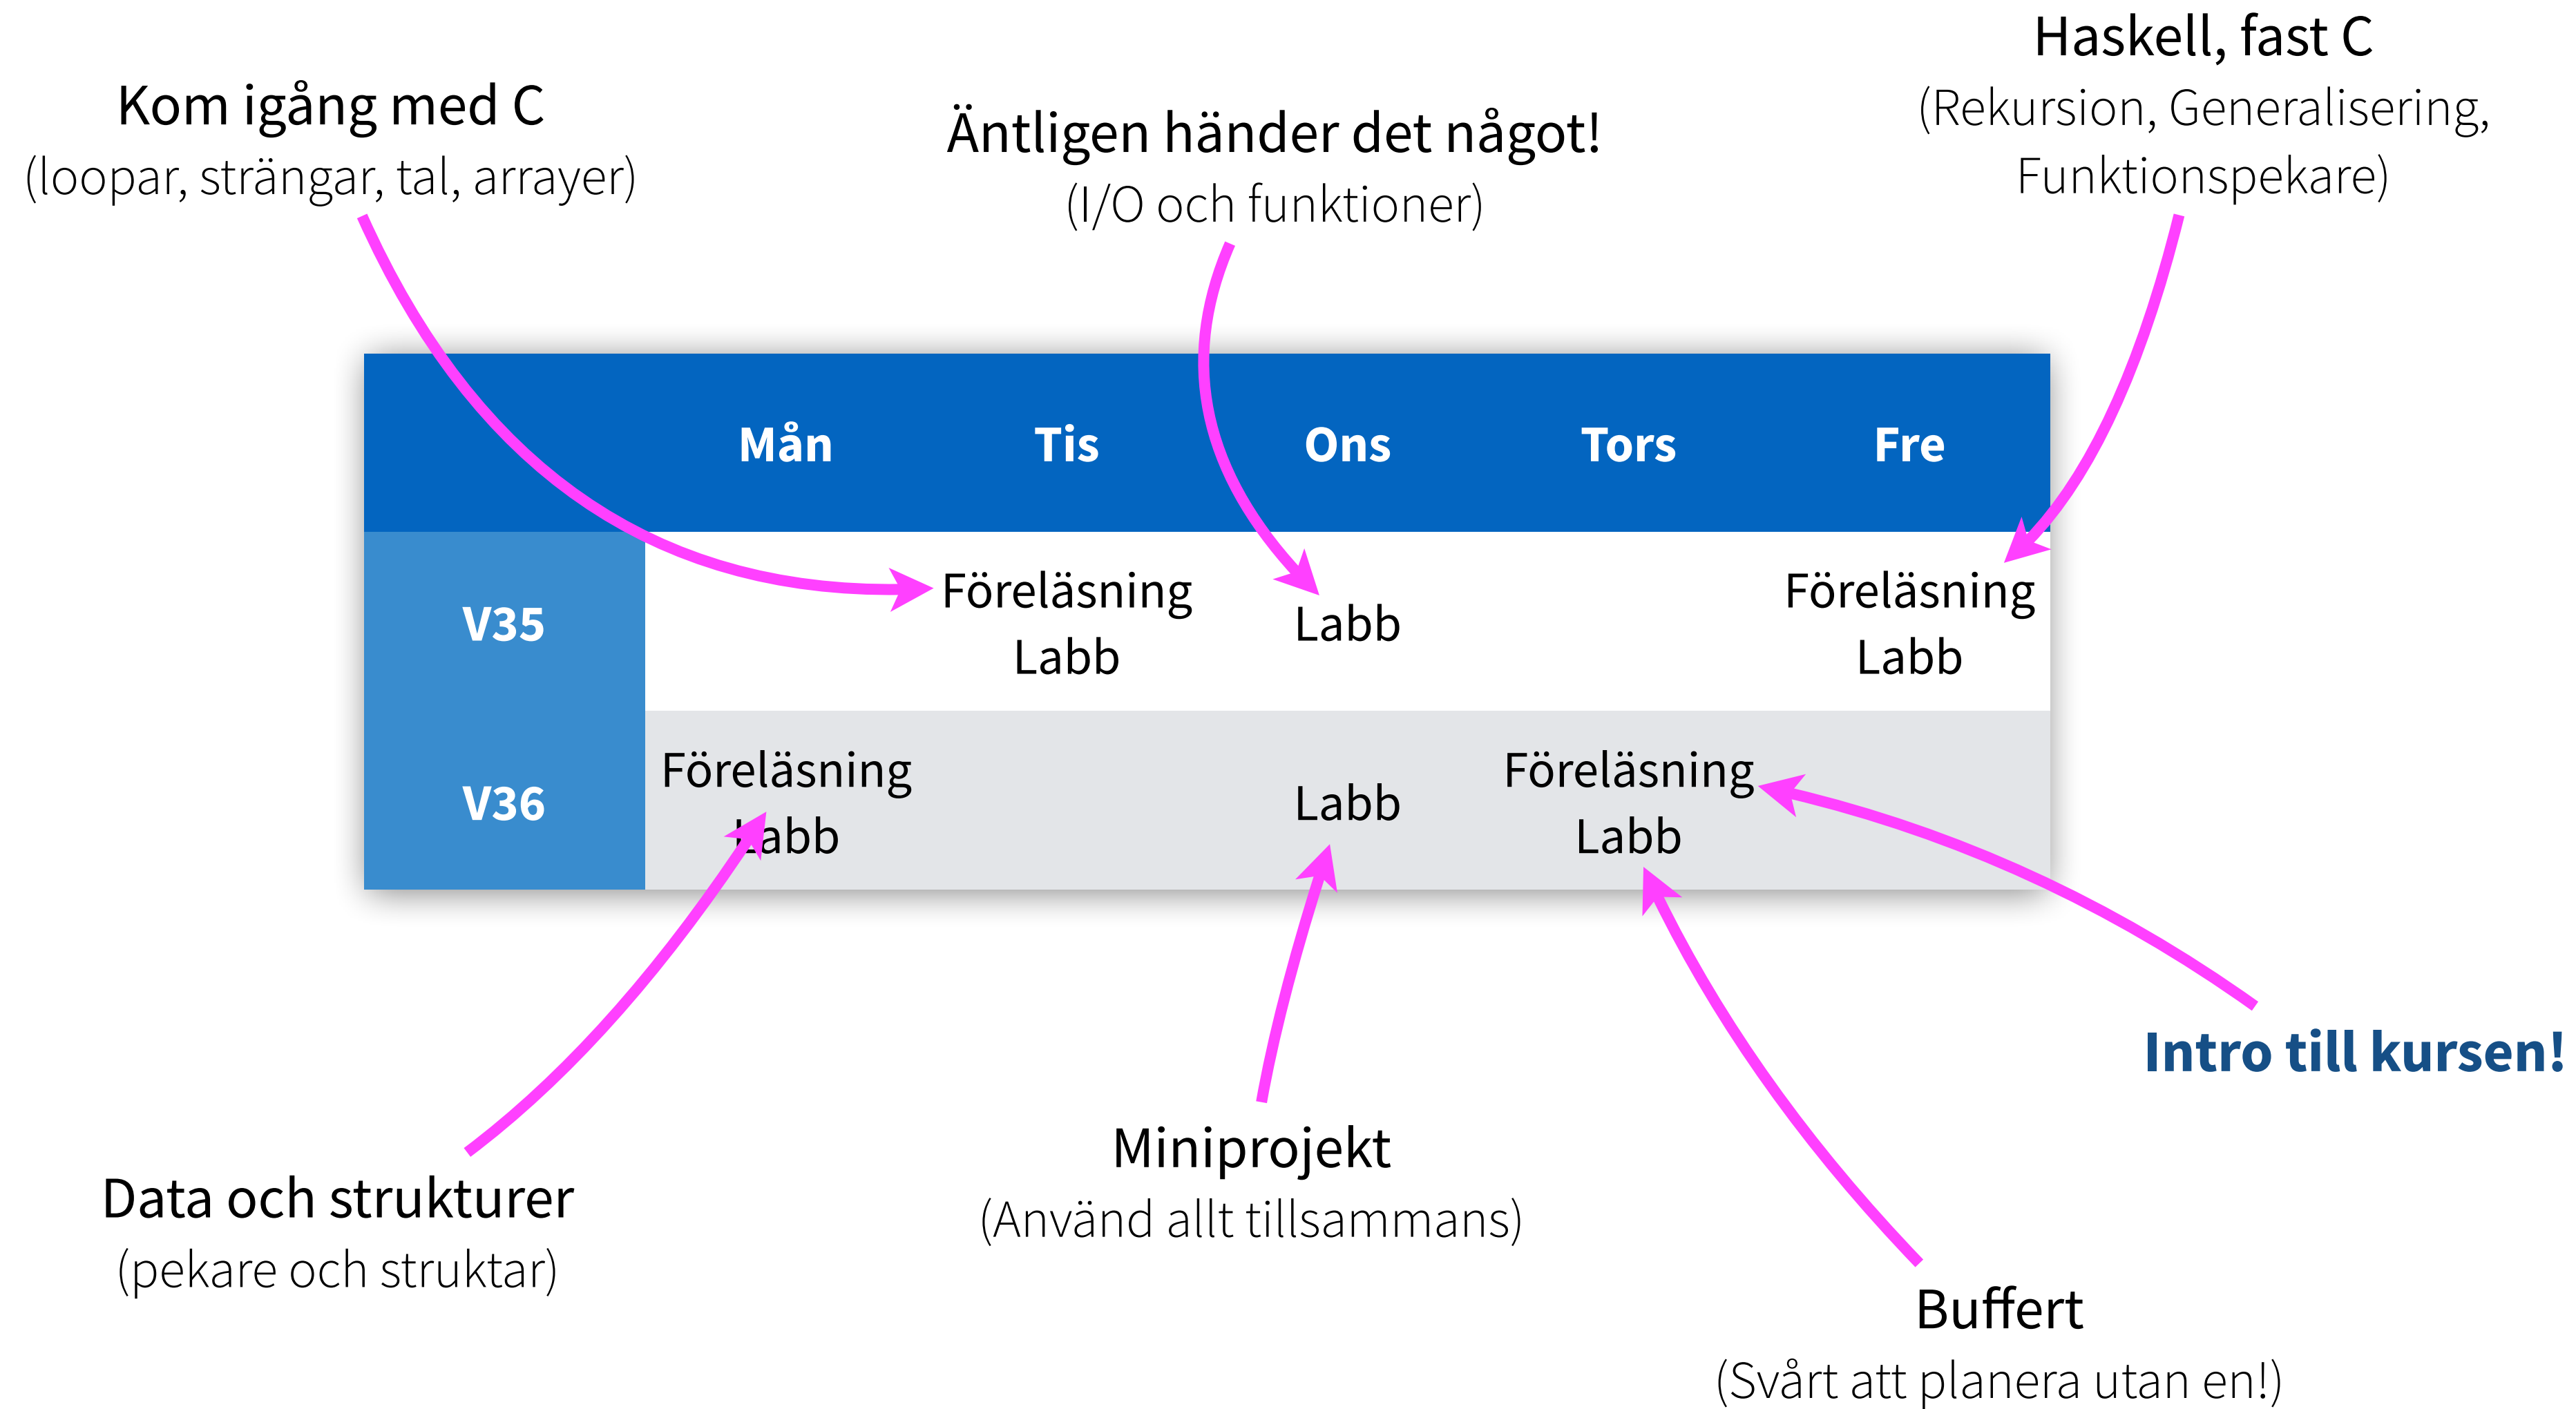 Haskell, fast C
(Rekursion, Generalisering,
Funktionspekare)
Kom igång med C
(loopar, strängar, tal, arrayer)
Äntligen händer det något!
(I/O och funktioner)
Mån Tis Ons Tors Fre
V35
Föreläsning
Labb
Labb
Föreläsning
Labb
V36
Föreläsning
Labb
Labb
Föreläsning
Labb
Intro till kursen!
Data och strukturer
(pekare och struktar)
Miniprojekt
(Använd allt tillsammans)
Buffert
(Svårt att planera utan en!)